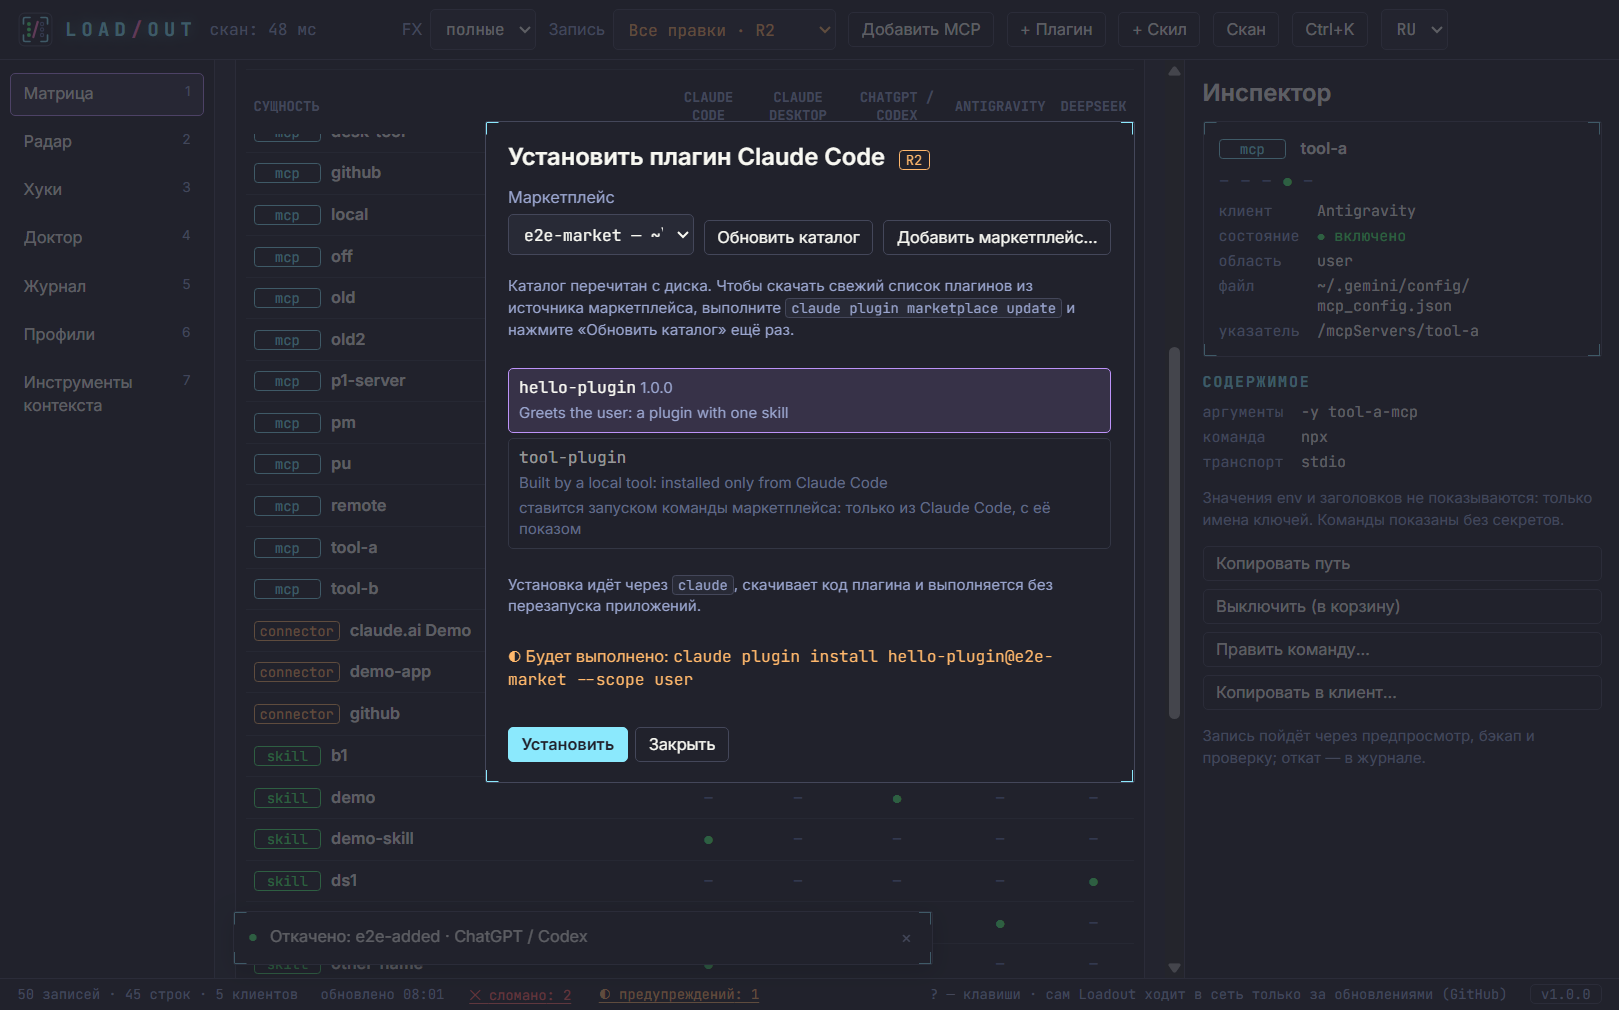 LOAD/OUT скан: 48 мс FX полные Запись Все правки · R2 Добавить MCP + Плагин + Скил Скан Ctrl+K RU
Матрица 1
Радар 2
Хуки 3
Доктор 4
Журнал 5
Профили 6
Инструменты контекста 7
СУЩНОСТЬ
CLAUDE CODE
CLAUDE DESKTOP
CHATGPT / CODEX
ANTIGRAVITY
DEEPSEEK
mcp desk-tool
mcp github
mcp local
mcp off
mcp old
mcp old2
mcp p1-server
mcp pm
mcp pu
mcp remote
mcp tool-a
mcp tool-b
connector claude.ai Demo
connector demo-app
connector github
skill b1
skill demo
skill demo-skill
skill ds1
skill other-name
Установить плагин Claude Code R2
Маркетплейс
e2e-market — ~ Обновить каталог Добавить маркетплейс...
Каталог перечитан с диска. Чтобы скачать свежий список плагинов из
источника маркетплейса, выполните claude plugin marketplace update и
нажмите «Обновить каталог» ещё раз.
hello-plugin 1.0.0
Greets the user: a plugin with one skill
tool-plugin
Built by a local tool: installed only from Claude Code
ставится запуском команды маркетплейса: только из Claude Code, с её
показом
Установка идёт через claude, скачивает код плагина и выполняется без
перезапуска приложений.
Будет выполнено: claude plugin install hello-plugin@e2e-
market --scope user
Установить Закрыть
Откачено: e2e-added · ChatGPT / Codex ×
Инспектор
mcp tool-a
— — — ● —
клиент Antigravity
состояние ● включено
область user
файл ~/.gemini/config/
mcp_config.json
указатель /mcpServers/tool-a
СОДЕРЖИМОЕ
аргументы -y tool-a-mcp
команда npx
транспорт stdio
Значения env и заголовков не показываются: только
имена ключей. Команды показаны без секретов.
Копировать путь
Выключить (в корзину)
Править команду...
Копировать в клиент...
Запись пойдёт через предпросмотр, бэкап и
проверку; откат — в журнале.
50 записей · 45 строк · 5 клиентов обновлено 08:01 × сломано: 2 предупреждений: 1 ? — клавиши · сам Loadout ходит в сеть только за обновлениями (GitHub) v1.0.0